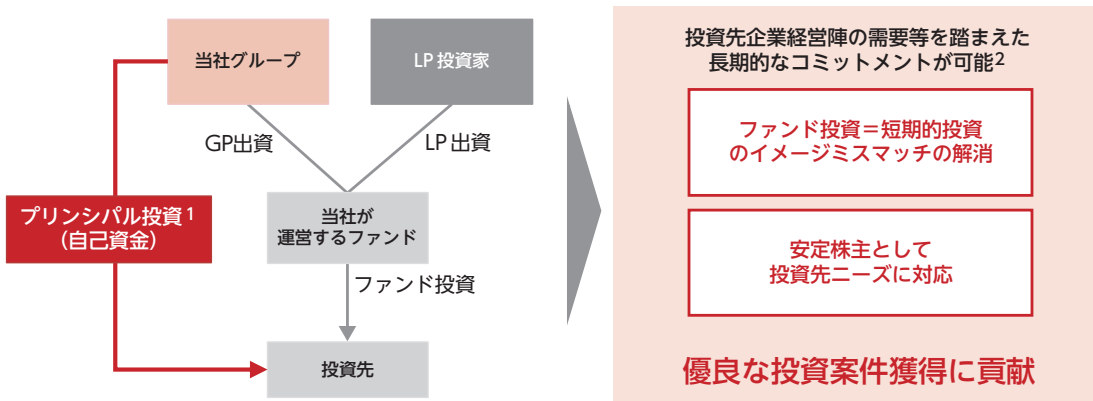 当社グループ
LP 投資家
GP出資
LP 出資
プリンシパル投資1
（自己資金）
当社が
運営するファンド
ファンド投資
投資先
投資先企業経営陣の需要等を踏まえた
長期的なコミットメントが可能2
ファンド投資＝短期的投資
のイメージミスマッチの解消
安定株主として
投資先ニーズに対応
優良な投資案件獲得に貢献